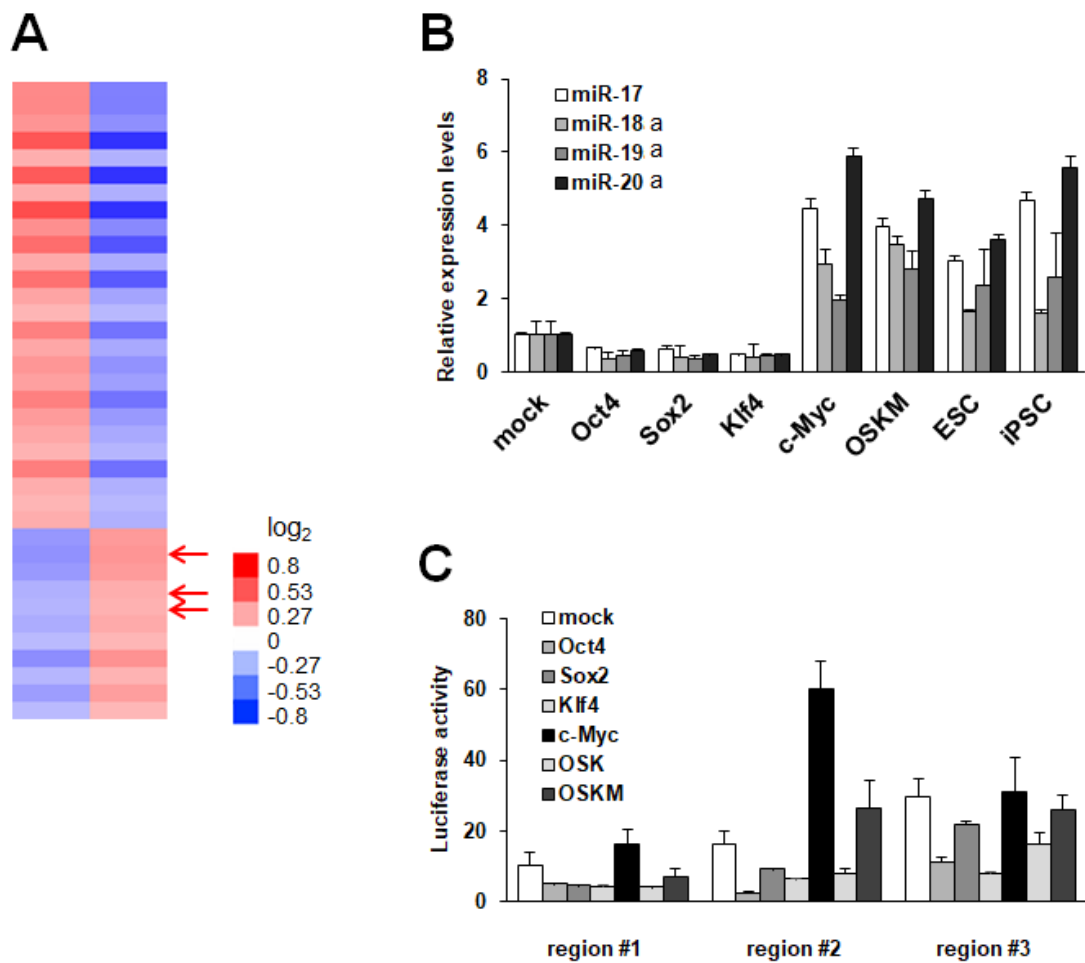 A
log2
0.8
0.53
0.27
0
-0.27
-0.53
-0.8
B
Relative expression levels
8
6
4
2
0
miR-17
miR-18 a
miR-19 a
miR-20 a
mock
Oct4
Sox2
Klf4
c-Myc
OSKM
ESC
iPSC
C
Luciferase activity
80
60
40
20
0
mock
Oct4
Sox2
Klf4
c-Myc
OSK
OSKM
region #1
region #2
region #3